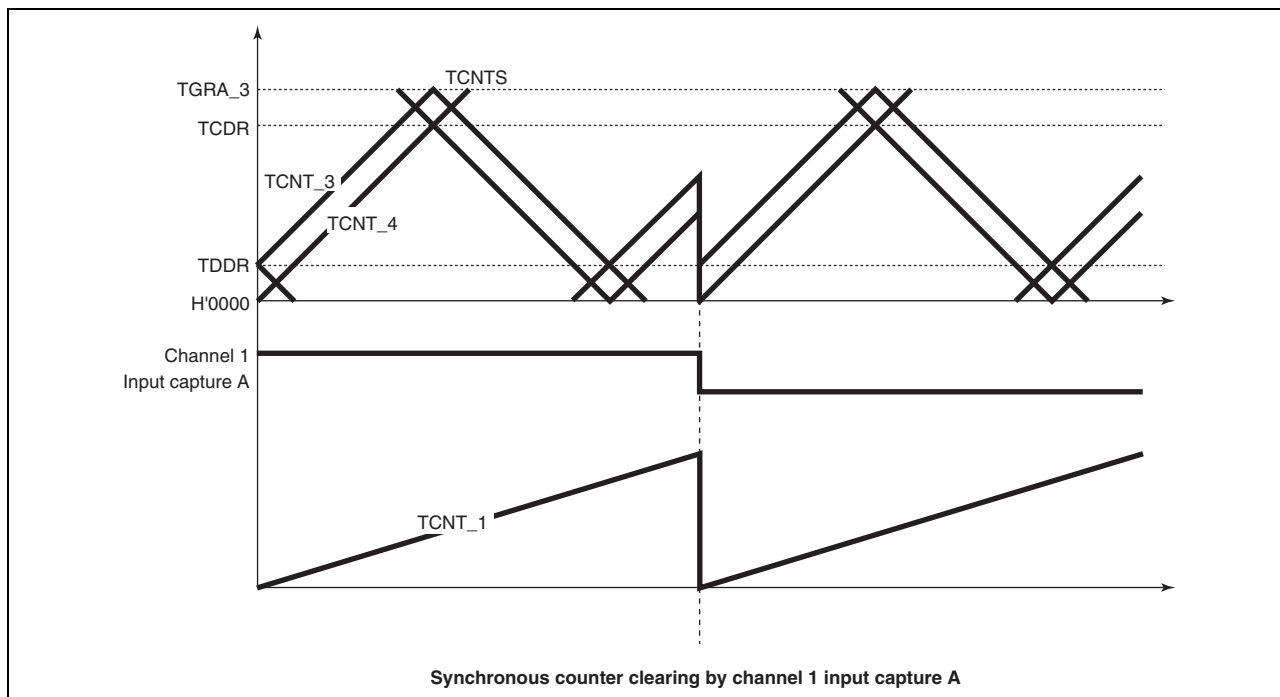 TCNTS
TGRA_3
TCDR
TCNT_3
TCNT_4
TDDR
H'0000
Channel 1
Input capture A
TCNT_1
Synchronous counter clearing by channel 1 input capture A